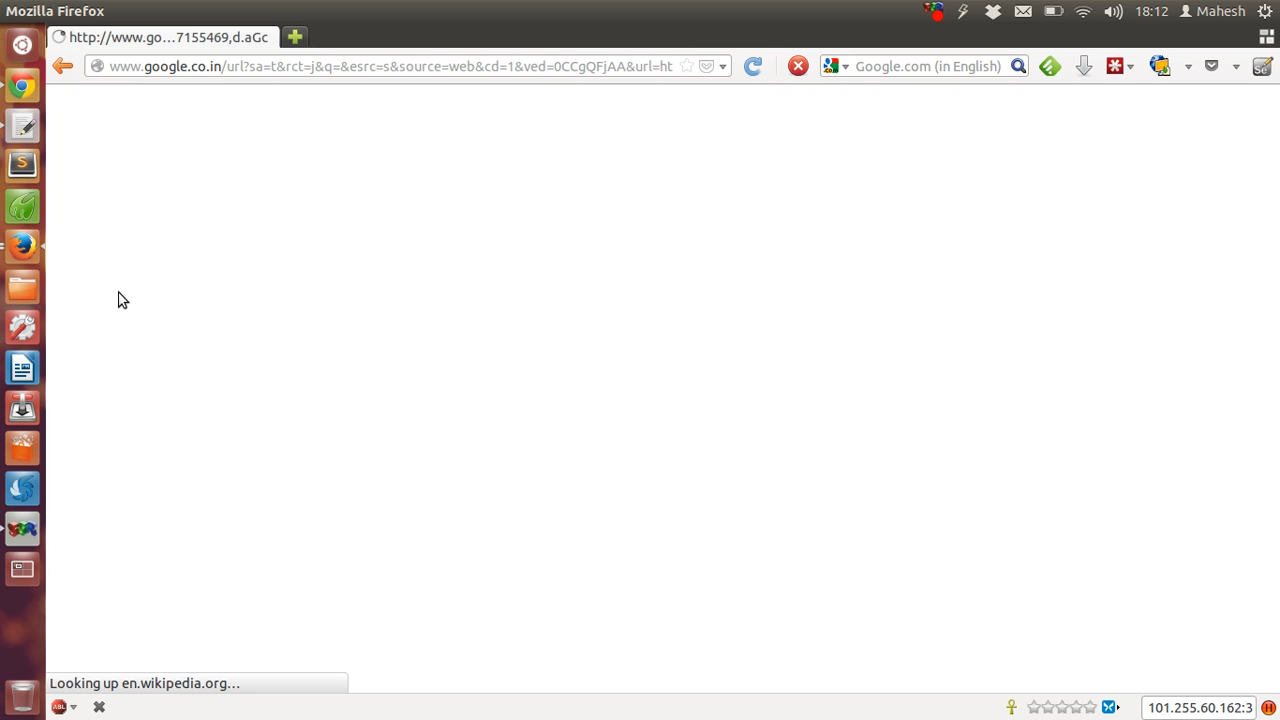 Mozilla Firefox
18:12
Mahesh
http://www.go...7155469,d.aGc
www.google.co.in/url?sa=t&rct=j&q=&esrc=s&source=web&cd=1&ved=0CCgQFjAA&url=ht
Google.com (in English)
Se
S
Looking up en.wikipedia.org...
ABL
101.255.60.162:3
H